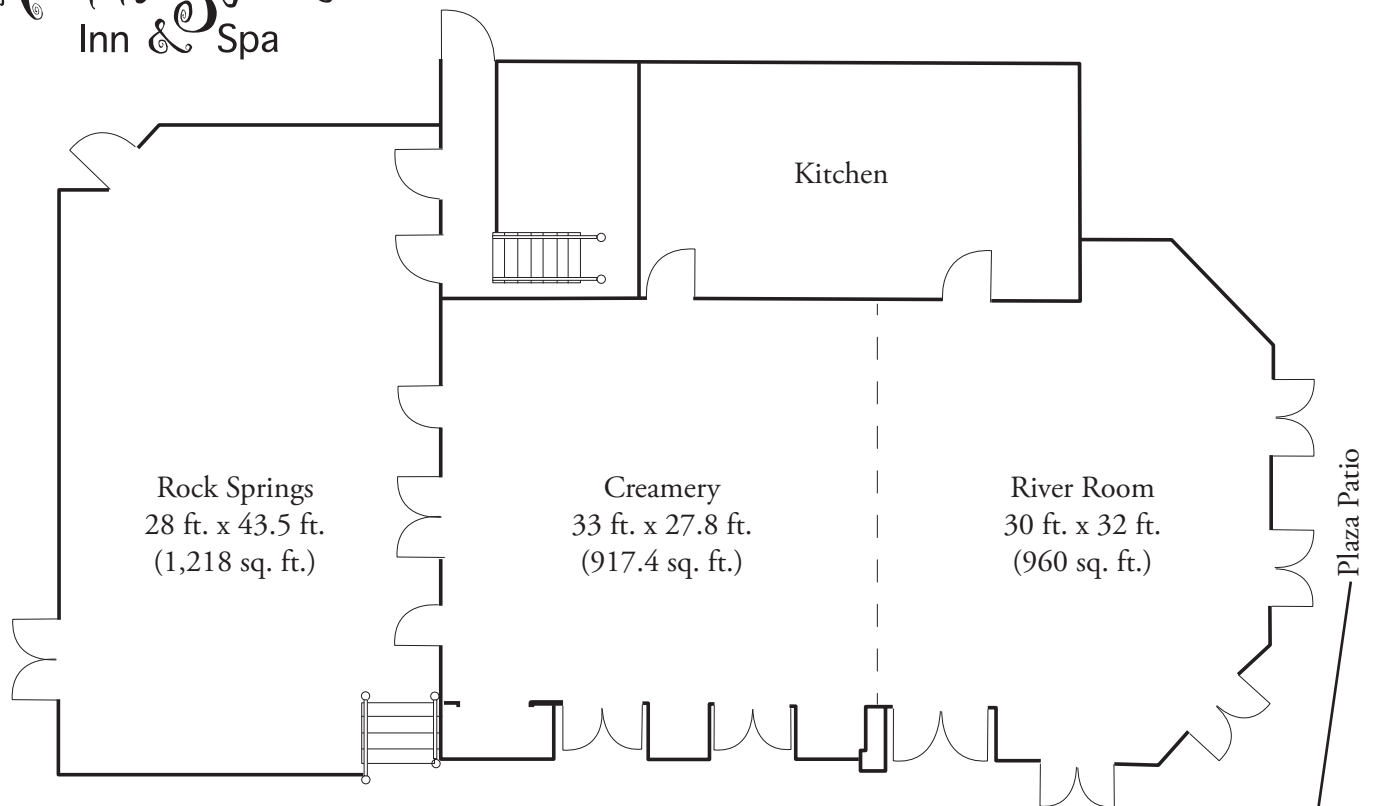 Inn & Spa
Kitchen
Rock Springs
28 ft. x 43.5 ft.
(1,218 sq. ft.)
Creamery
33 ft. x 27.8 ft.
(917.4 sq. ft.)
River Room
30 ft. x 32 ft.
(960 sq. ft.)
Plaza Patio